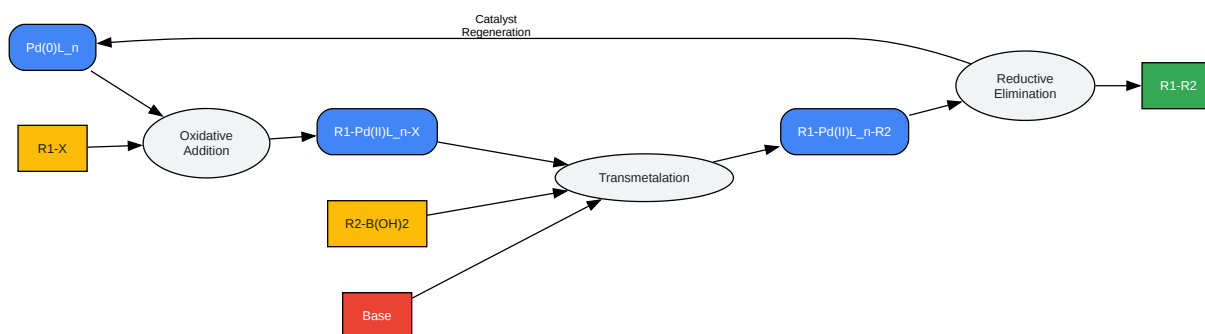 Catalyst
Regeneration
Pd(0)L_n
R1-X
Oxidative
Addition
R1-Pd(II)L_n-X
R2-B(OH)2
Base
Transmetalation
R1-Pd(II)L_n-R2
Reductive
Elimination
R1-R2